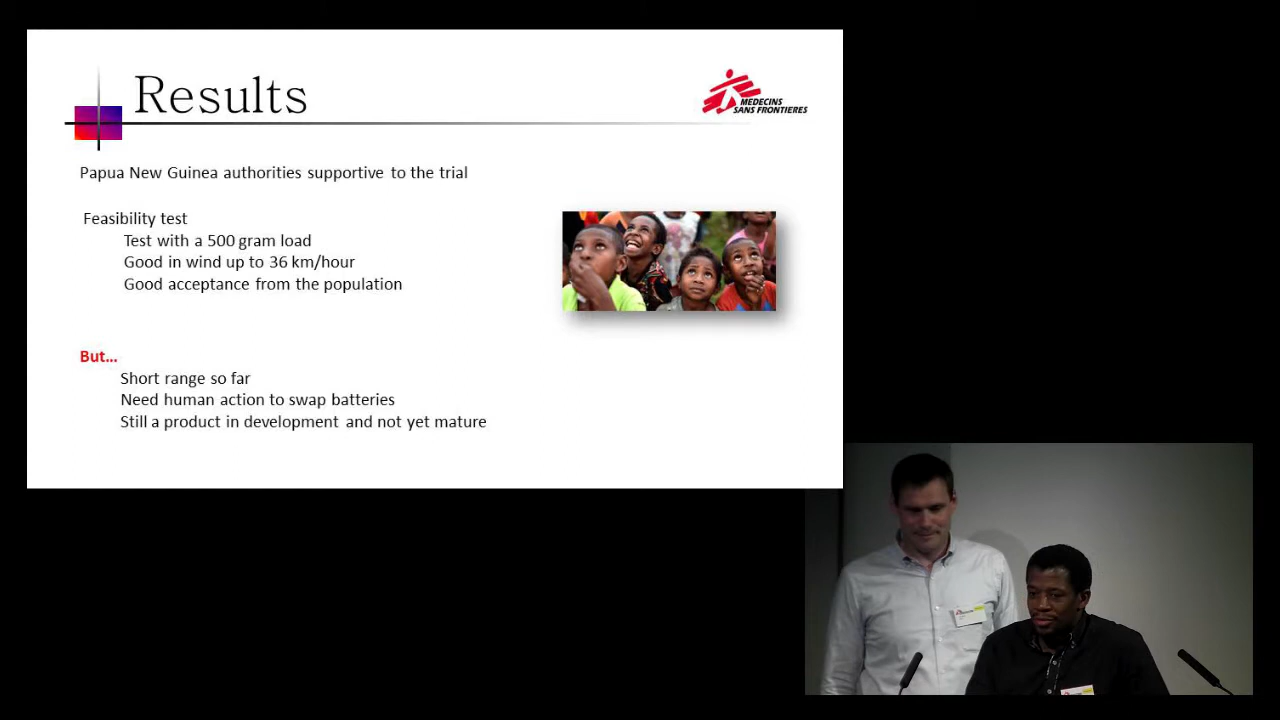 Results
MEDECINS
SANS FRONTIERES
Papua New Guinea authorities supportive to the trial
Feasibility test
Test with a 500 gram load
Good in wind up to 36 km/hour
Good acceptance from the population
But...
Short range so far
Need human action to swap batteries
Still a product in development and not yet mature